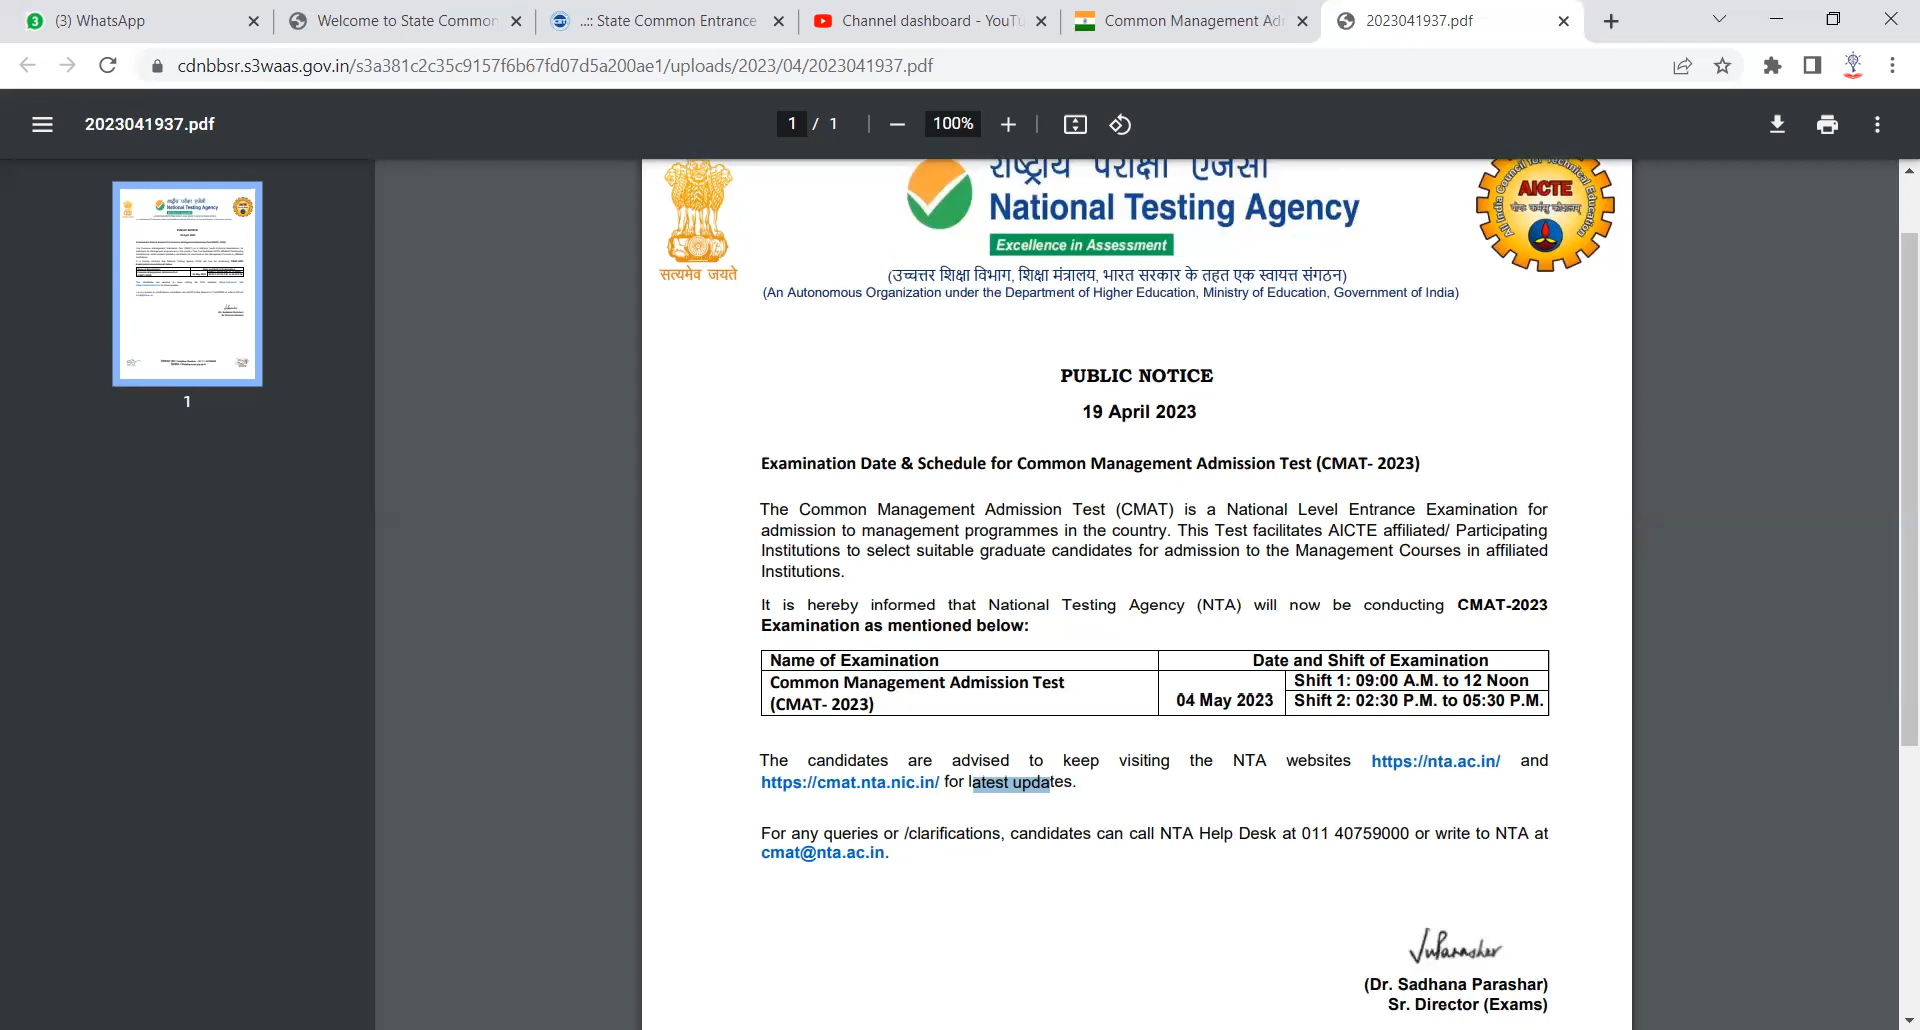 (3) WhatsApp
Welcome to State Common
..:: State Common Entrance
Channel dashboard - YouTu
Common Management Adm
2023041937.pdf
cdnbbsr.s3waas.gov.in/s3a381c2c35c9157f6b67fd07d5a200ae1/uploads/2023/04/2023041937.pdf
2023041937.pdf
1 / 1
100%
राष्ट्रीय परीक्षा एजेंसी
National Testing Agency
Excellence in Assessment
सत्यमेव जयते
All India Council for Technical Education
AICTE
(उच्चत्तर शिक्षा विभाग, शिक्षा मंत्रालय, भारत सरकार के तहत एक स्वायत्त संगठन)
(An Autonomous Organization under the Department of Higher Education, Ministry of Education, Government of India)
PUBLIC NOTICE
19 April 2023
Examination Date & Schedule for Common Management Admission Test (CMAT- 2023)
The Common Management Admission Test (CMAT) is a National Level Entrance Examination for
admission to management programmes in the country. This Test facilitates AICTE affiliated/ Participating
Institutions to select suitable graduate candidates for admission to the Management Courses in affiliated
Institutions.
It is hereby informed that National Testing Agency (NTA) will now be conducting CMAT-2023
Examination as mentioned below:
Name of Examination Date and Shift of Examination
Common Management Admission Test
(CMAT- 2023)
04 May 2023
Shift 1: 09:00 A.M. to 12 Noon
Shift 2: 02:30 P.M. to 05:30 P.M.
The candidates are advised to keep visiting the NTA websites https://nta.ac.in/ and
https://cmat.nta.nic.in/ for latest updates.
For any queries or /clarifications, candidates can call NTA Help Desk at 011 40759000 or write to NTA at
cmat@nta.ac.in.
(Dr. Sadhana Parashar)
Sr. Director (Exams)
1